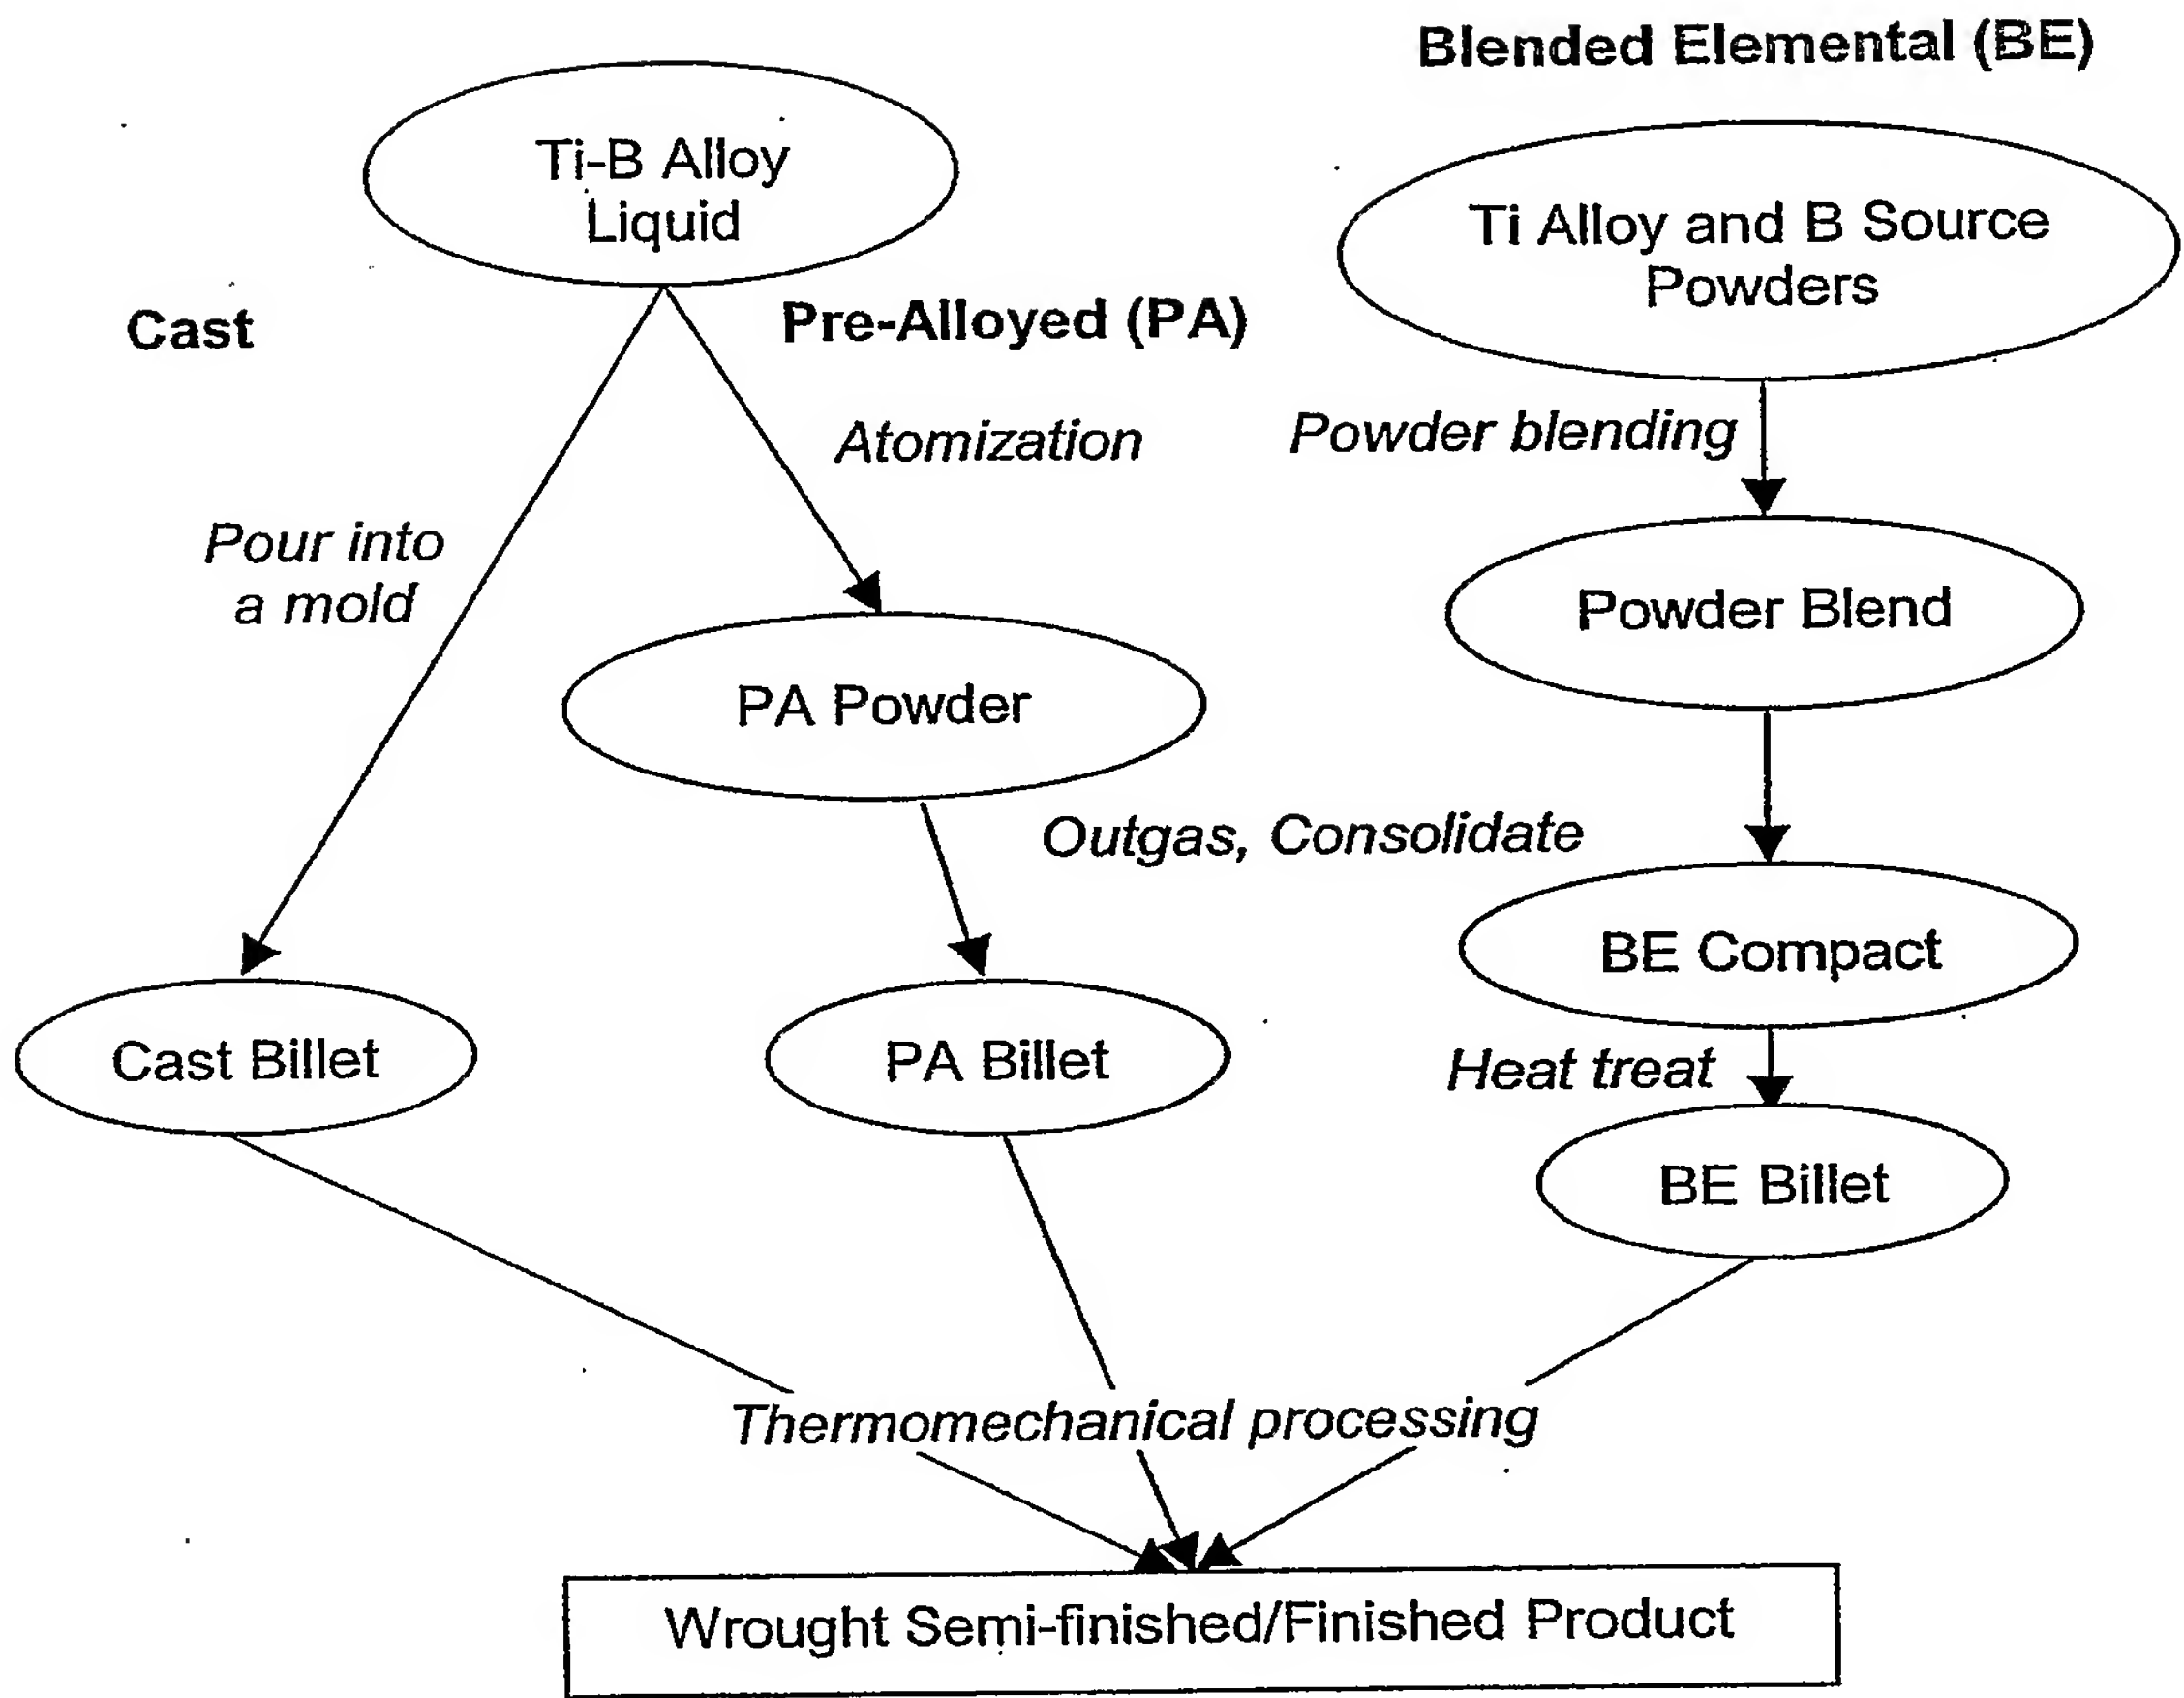 Blended Elemental (BE)
Ti-B Alloy
Liquid
Ti Alloy and B Source
Powders
Cast
Pre-Alloyed (PA)
Atomization
Powder blending
Pour into
a mold
Powder Blend
PA Powder
Outgas, Consolidate
BE Compact
Cast Billet
PA Billet
Heat treat
BE Billet
Thermomechanical processing
Wrought Semi-finished/Finished Product